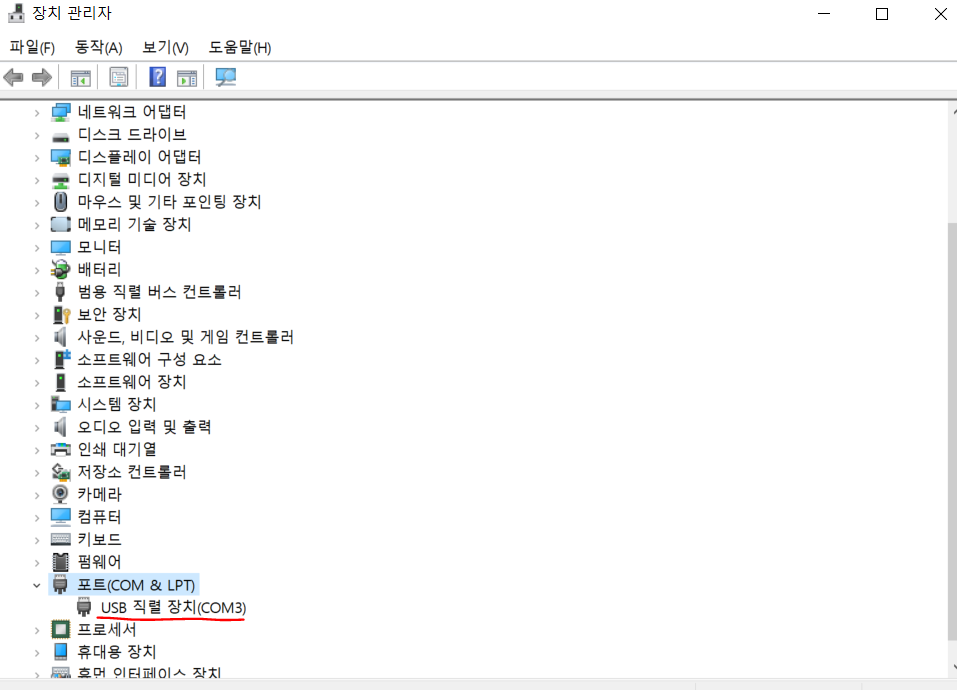 장치 관리자
파일(F) 동작(A) 보기(V) 도움말(H)
네트워크 어댑터
디스크 드라이브
디스플레이 어댑터
디지털 미디어 장치
마우스 및 기타 포인팅 장치
메모리 기술 장치
모니터
배터리
범용 직렬 버스 컨트롤러
보안 장치
사운드, 비디오 및 게임 컨트롤러
소프트웨어 구성 요소
소프트웨어 장치
시스템 장치
오디오 입력 및 출력
인쇄 대기열
저장소 컨트롤러
카메라
컴퓨터
키보드
펌웨어
포트(COM & LPT)
USB 직렬 장치(COM3)
프로세서
휴대용 장치
휴먼 인터페이스 장치